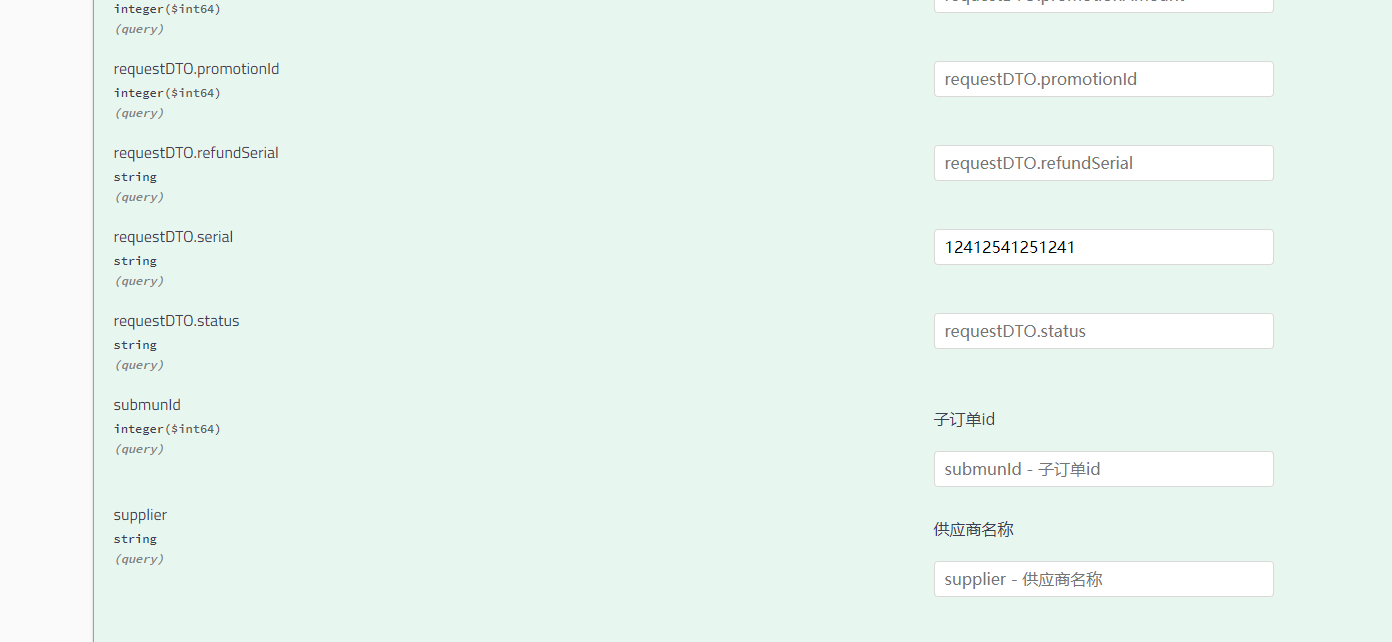 integer($int64)
(query)
requestDTO.promotionId
integer($int64)
(query)
requestDTO.promotionId
requestDTO.refundSerial
string
(query)
requestDTO.refundSerial
requestDTO.serial
string
(query)
12412541251241
requestDTO.status
string
(query)
requestDTO.status
submunId
integer($int64)
(query)
子订单id
submunId - 子订单id
supplier
string
(query)
供应商名称
supplier - 供应商名称